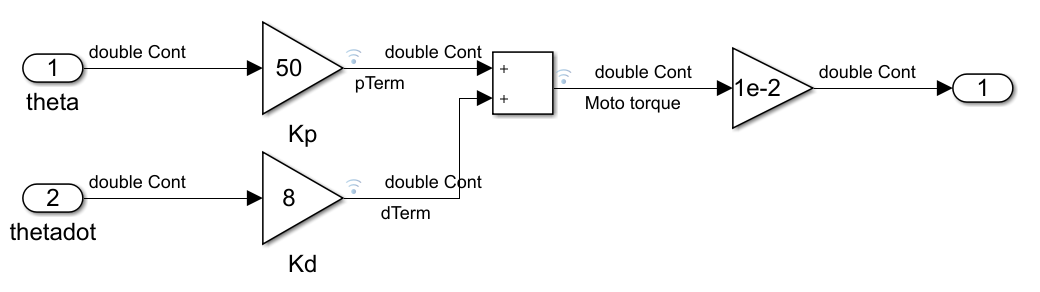 double Cont
double Cont
1
50
+
double Cont
double Cont
theta
pTerm
+
Moto torque
1e-2
1
Kp
double Cont
double Cont
2
8
thetadot
dTerm
Kd